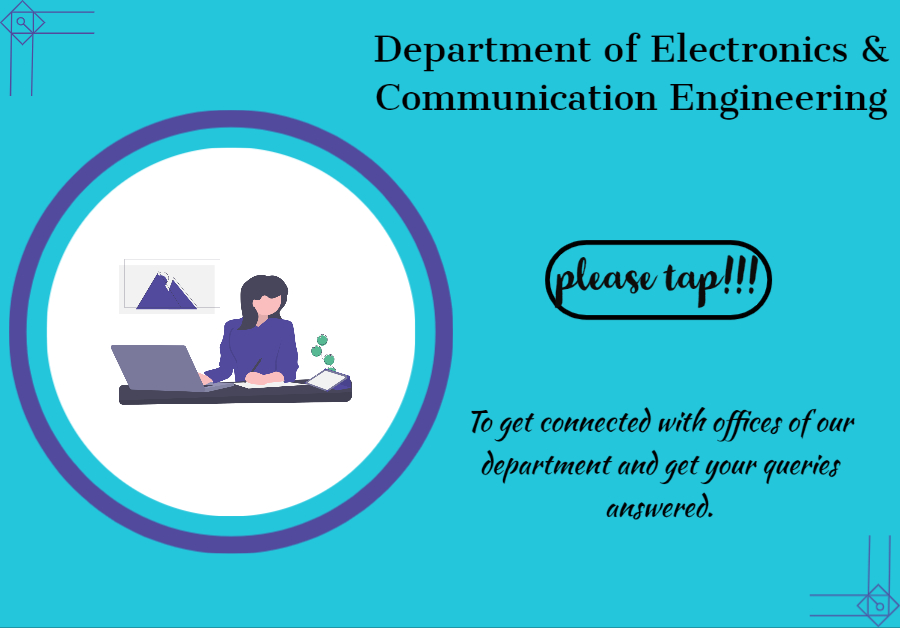 Department of Electronics &
Communication Engineering
please tap!!!
To get connected with offices of our
department and get your queries
answered.